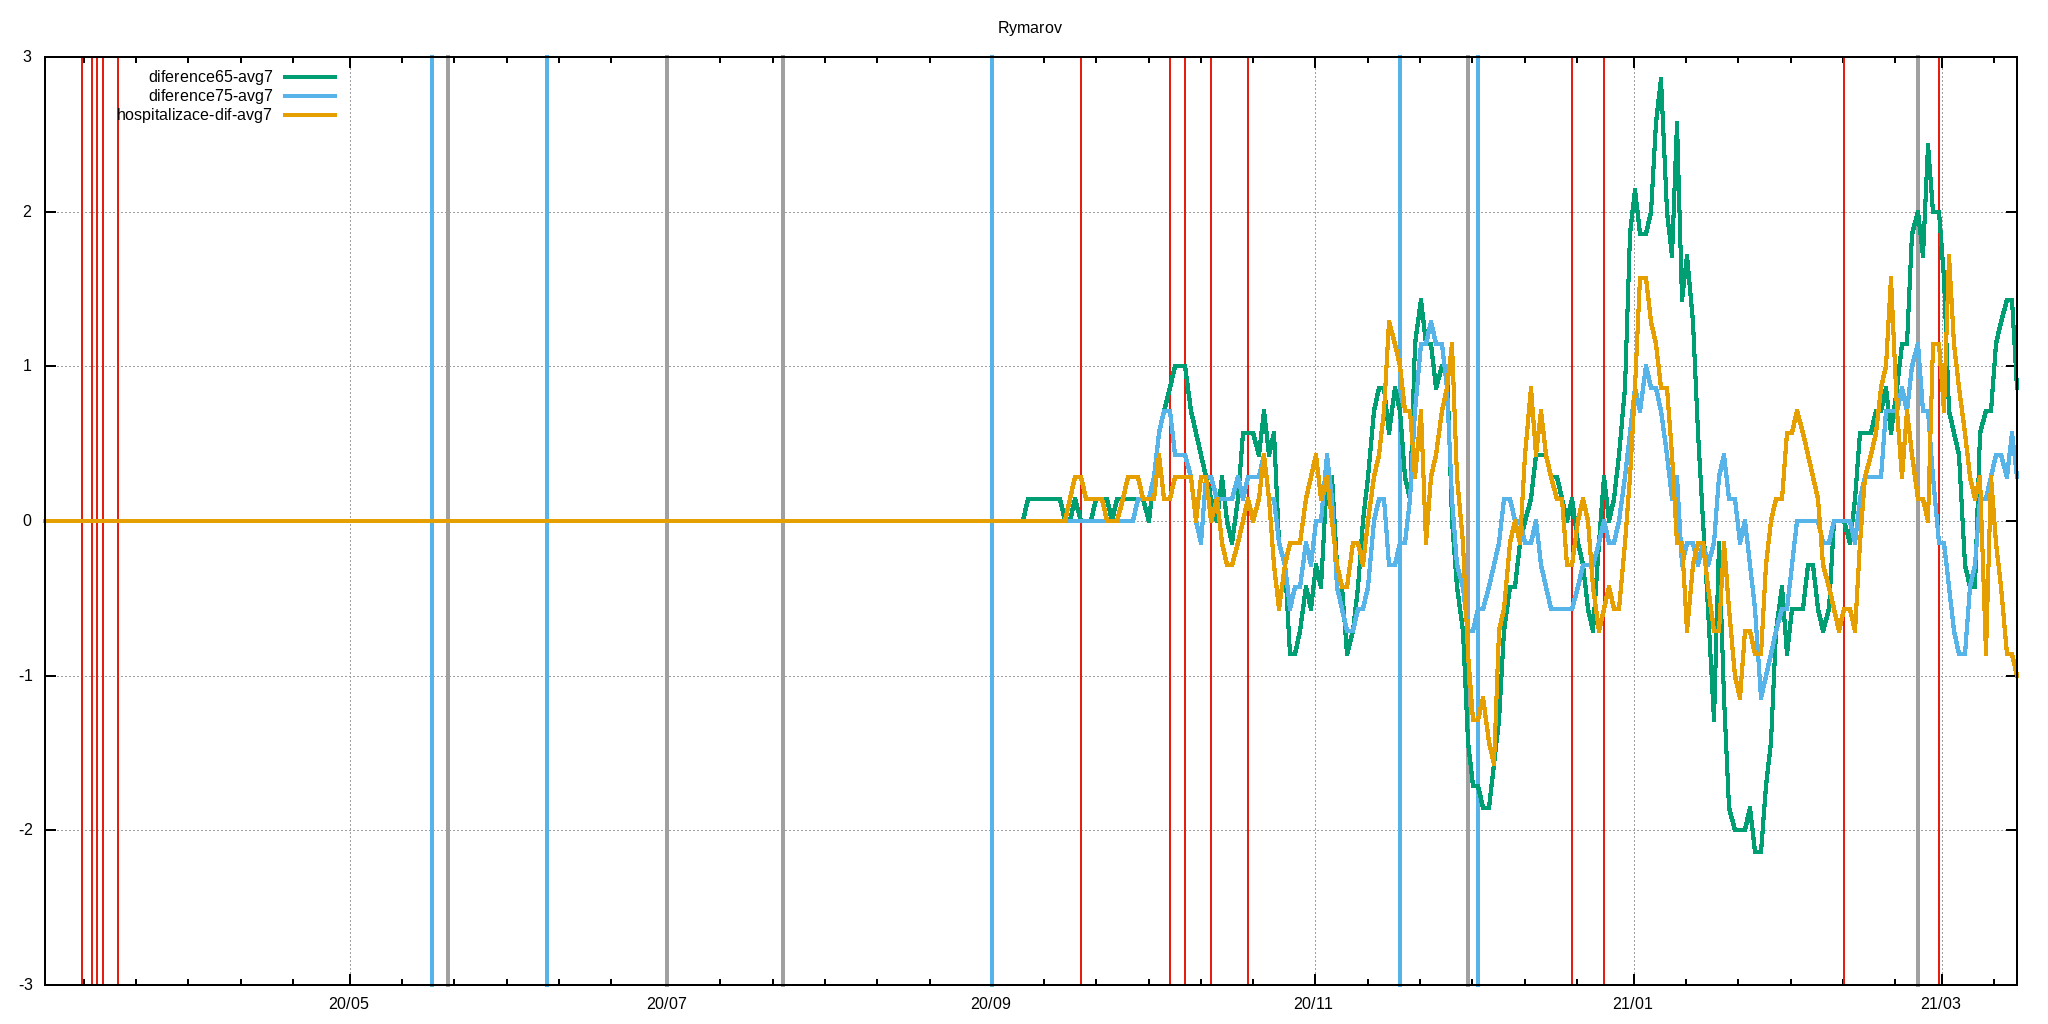 Rymarov
3
diference65-avg7
diference75-avg7
hospitalizace-dif-avg7
2
1
0
-1
-2
-3
20/05 20/07 20/09 20/11 21/01 21/03